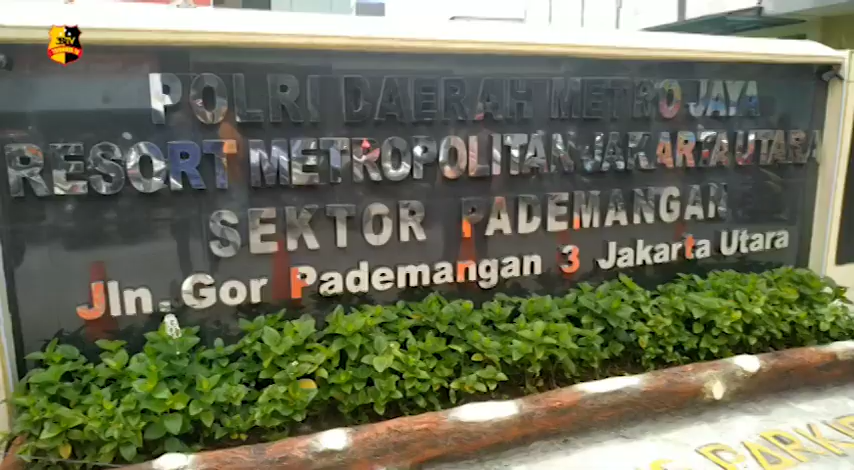 POLRI DAERAH METRO JAYA
RESORT METROPOLITAN JAKARTA UTARA
SEKTOR PADEMANGAN
Jln. Gor Pademangan 3 Jakarta Utara